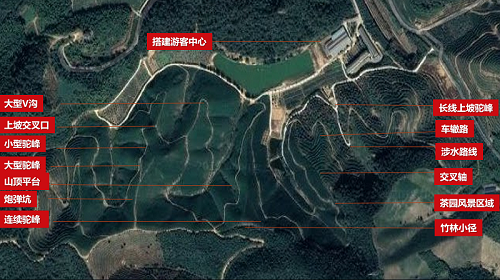 搭建游客中心
大型V沟
上坡交叉口
小型驼峰
大型驼峰
山顶平台
炮弹坑
连续驼峰
长线上坡驼峰
车辙路
涉水路线
交叉轴
茶园风景区域
竹林小径